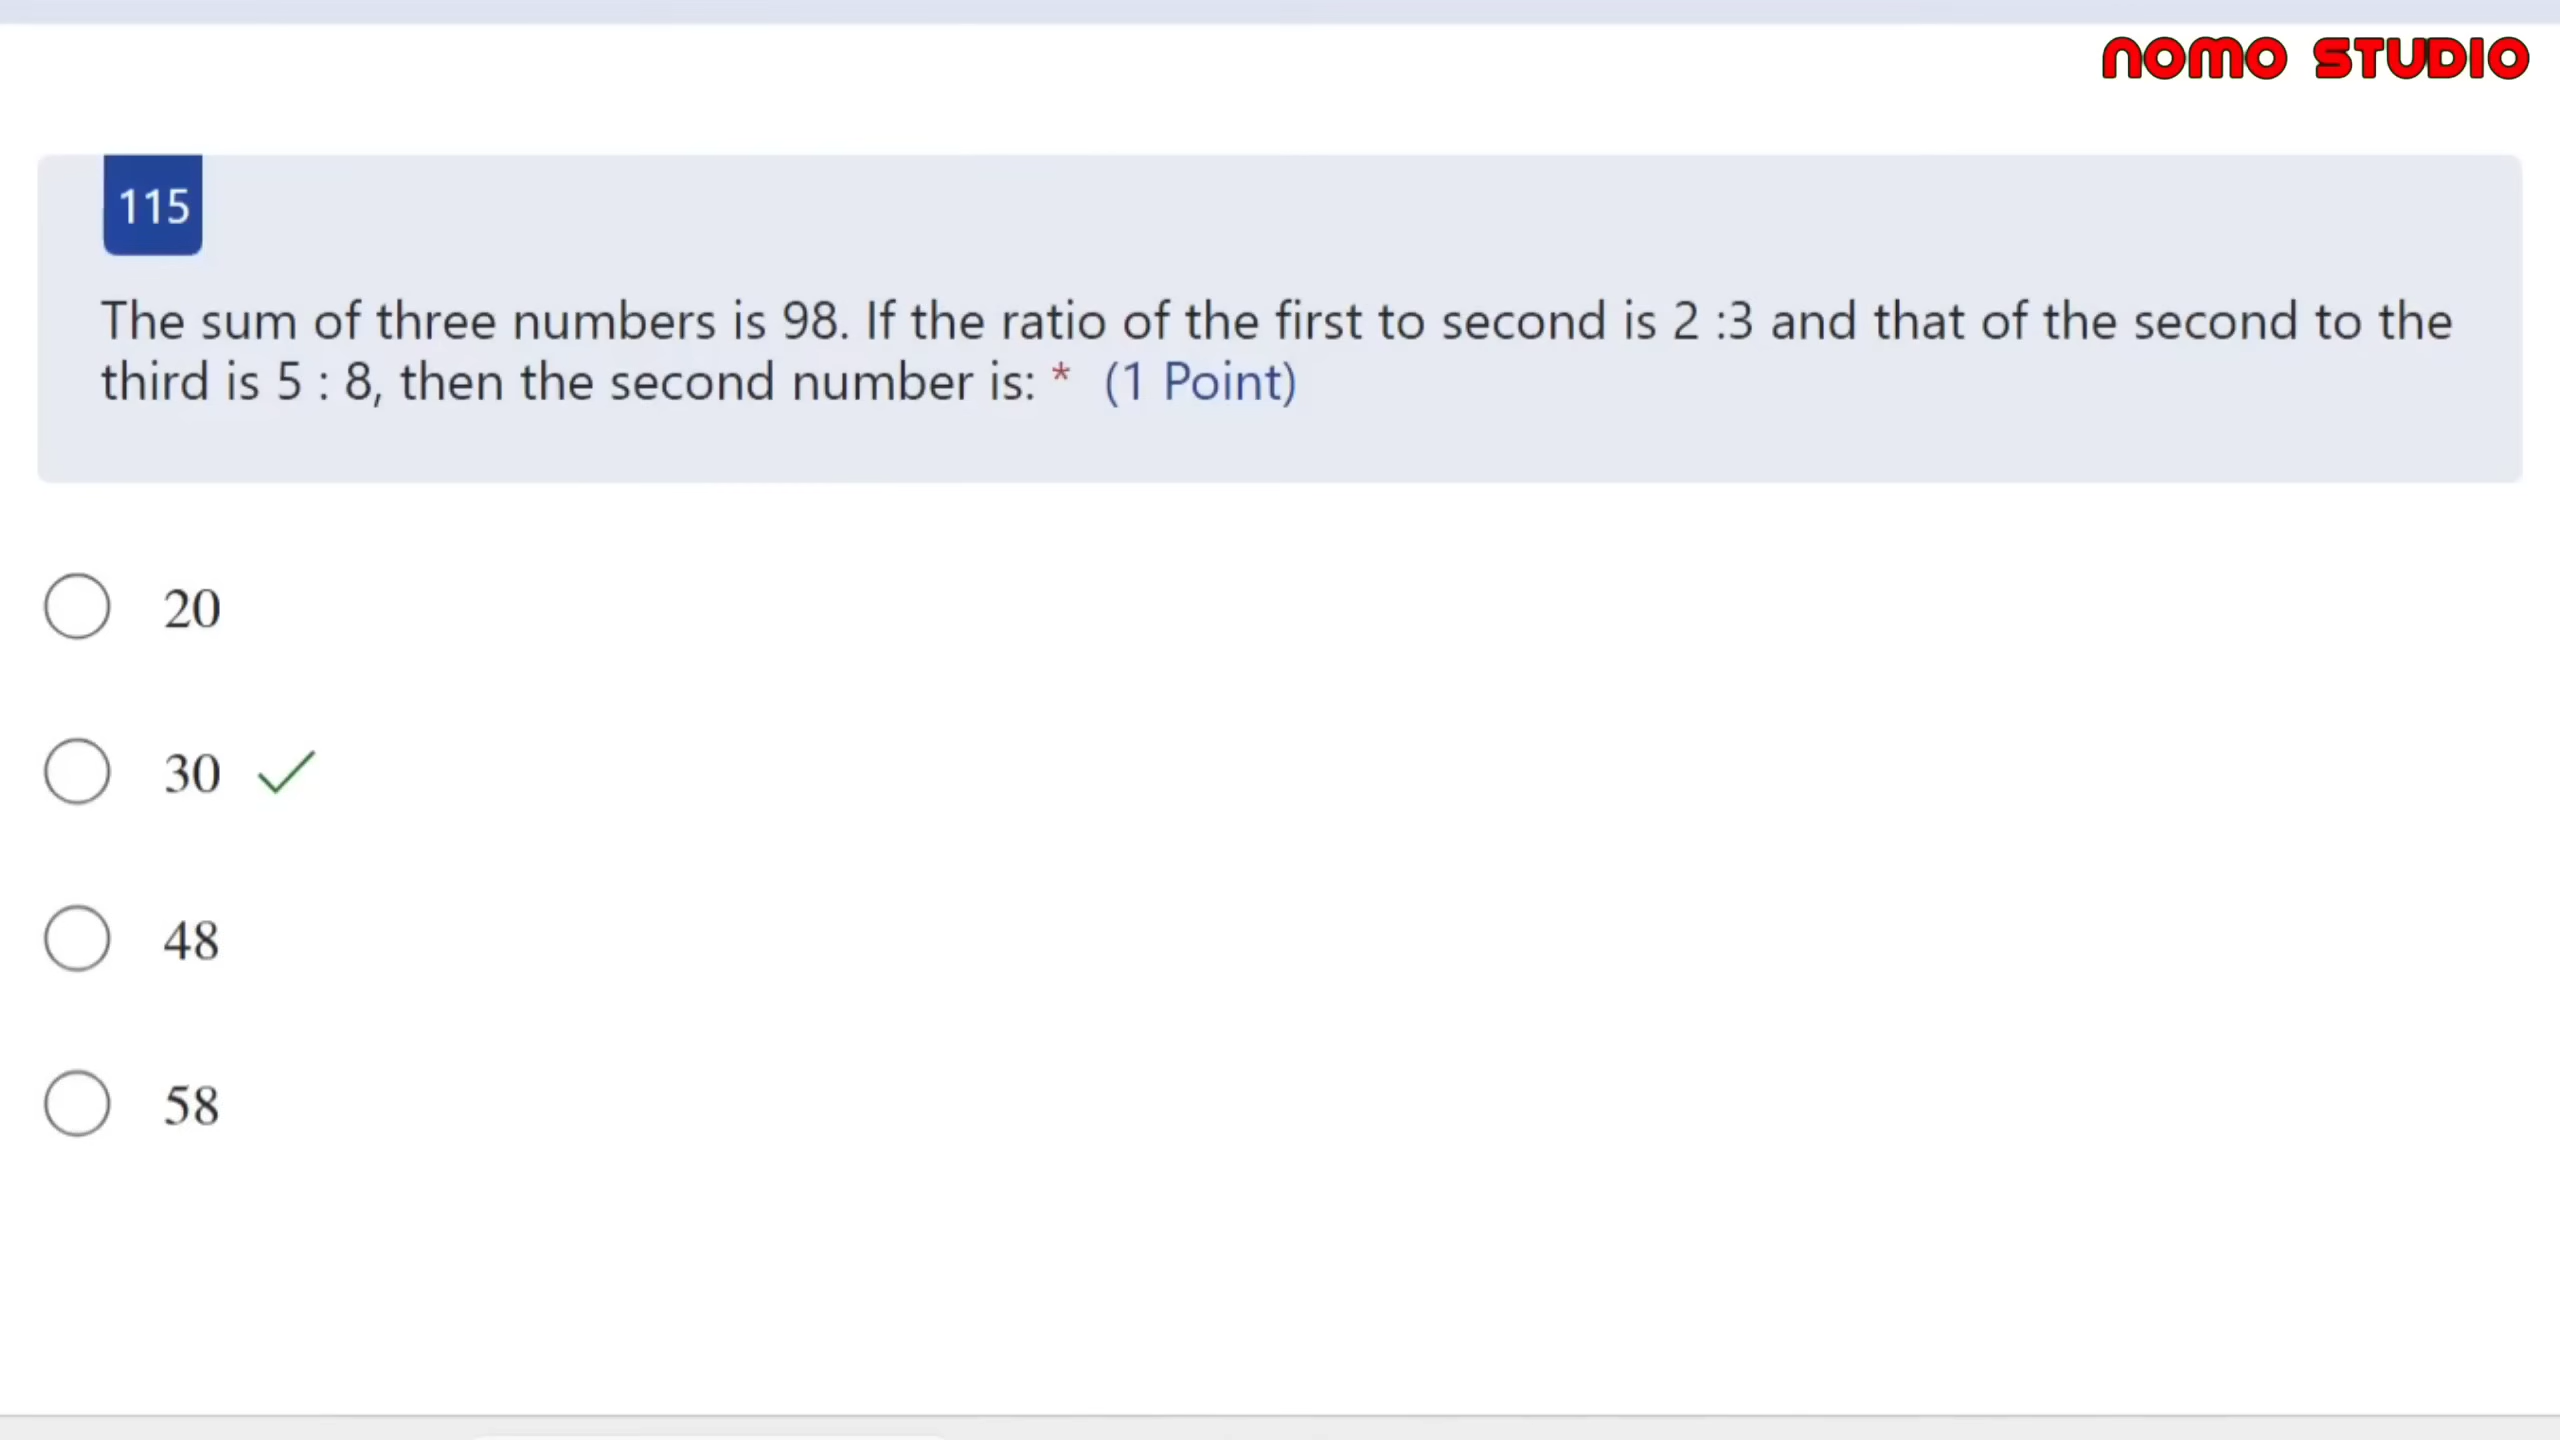 NOMO STUDIO
115
The sum of three numbers is 98. If the ratio of the first to second is 2 :3 and that of the second to the
third is 5 : 8, then the second number is: * (1 Point)
20
30
48
58